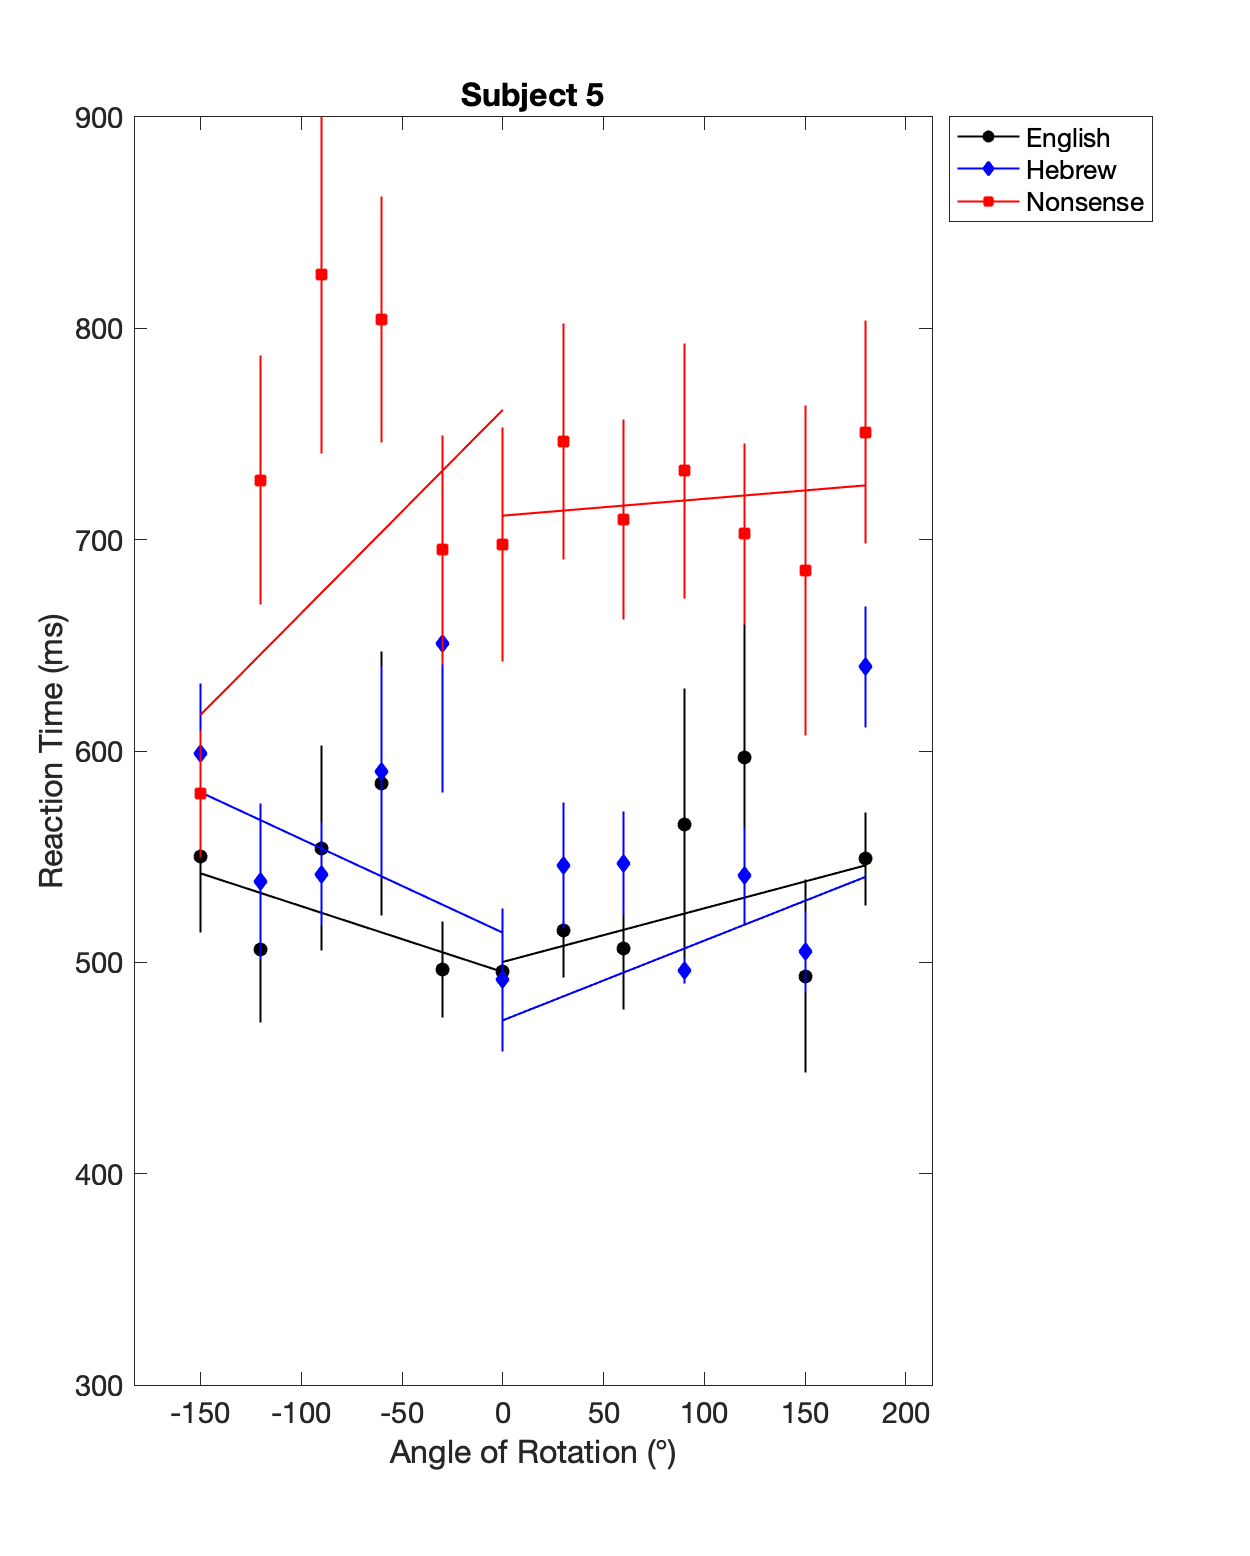 Subject 5
900
800
700
600
500
400
300
-150 -100 -50 0 50 100 150 200
Angle of Rotation (°)
Reaction Time (ms)
English
Hebrew
Nonsense